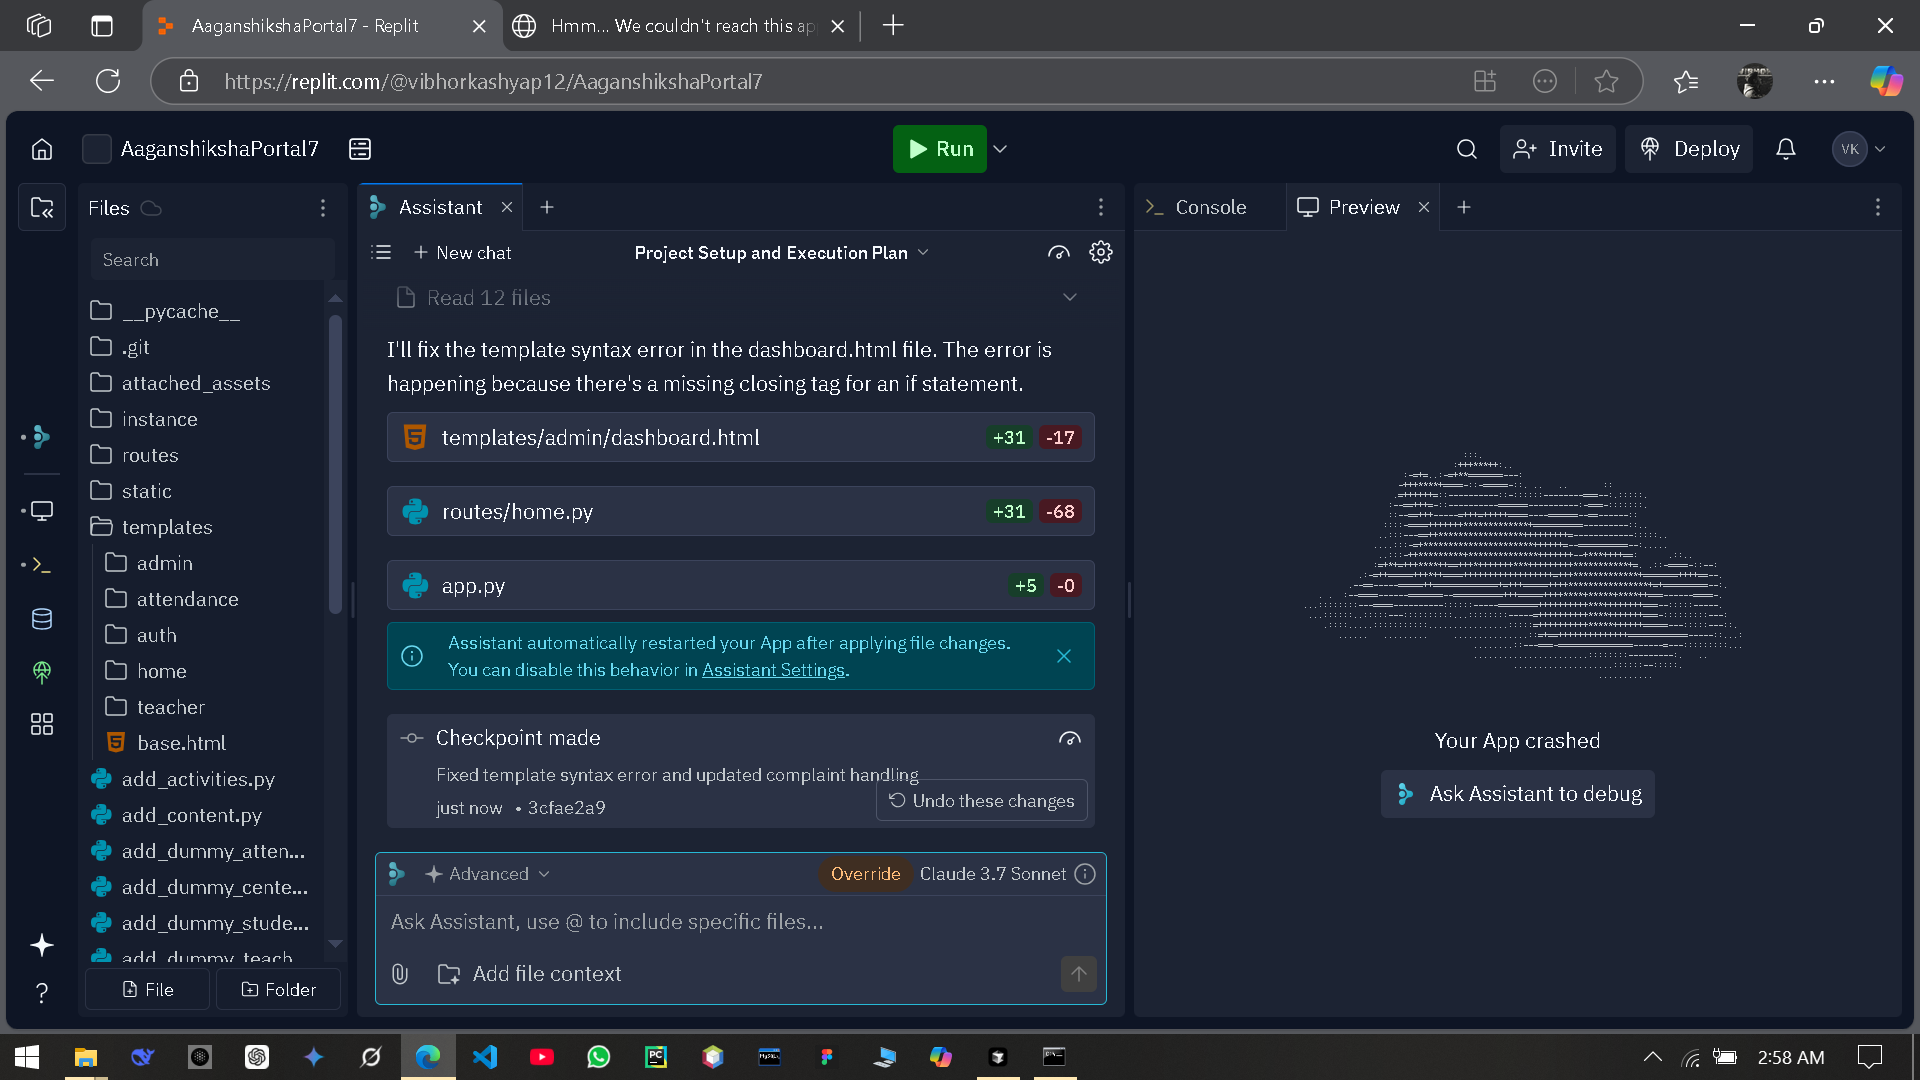 AaganshikshaPortal7 - Replit
Hmm... We couldn't reach this ap
https://replit.com/@vibhorkashyap12/AaganshikshaPortal7
AaganshikshaPortal7
Run
Invite
Deploy
VK
Files
Search
__pycache__
.git
attached_assets
instance
routes
static
templates
admin
attendance
auth
home
teacher
base.html
add_activities.py
add_content.py
add_dummy_atten...
add_dummy_cente...
add_dummy_stude...
add_dummy_teach
File
Folder
Assistant
New chat
Project Setup and Execution Plan
Read 12 files
I'll fix the template syntax error in the dashboard.html file. The error is
happening because there's a missing closing tag for an if statement.
templates/admin/dashboard.html +31 -17
routes/home.py +31 -68
app.py +5 -0
Assistant automatically restarted your App after applying file changes.
You can disable this behavior in Assistant Settings.
Checkpoint made
Fixed template syntax error and updated complaint handling
just now • 3cfae2a9
Undo these changes
Advanced
Override
Claude 3.7 Sonnet
Ask Assistant, use @ to include specific files...
Add file context
Console
Preview
Your App crashed
Ask Assistant to debug
2:58 AM